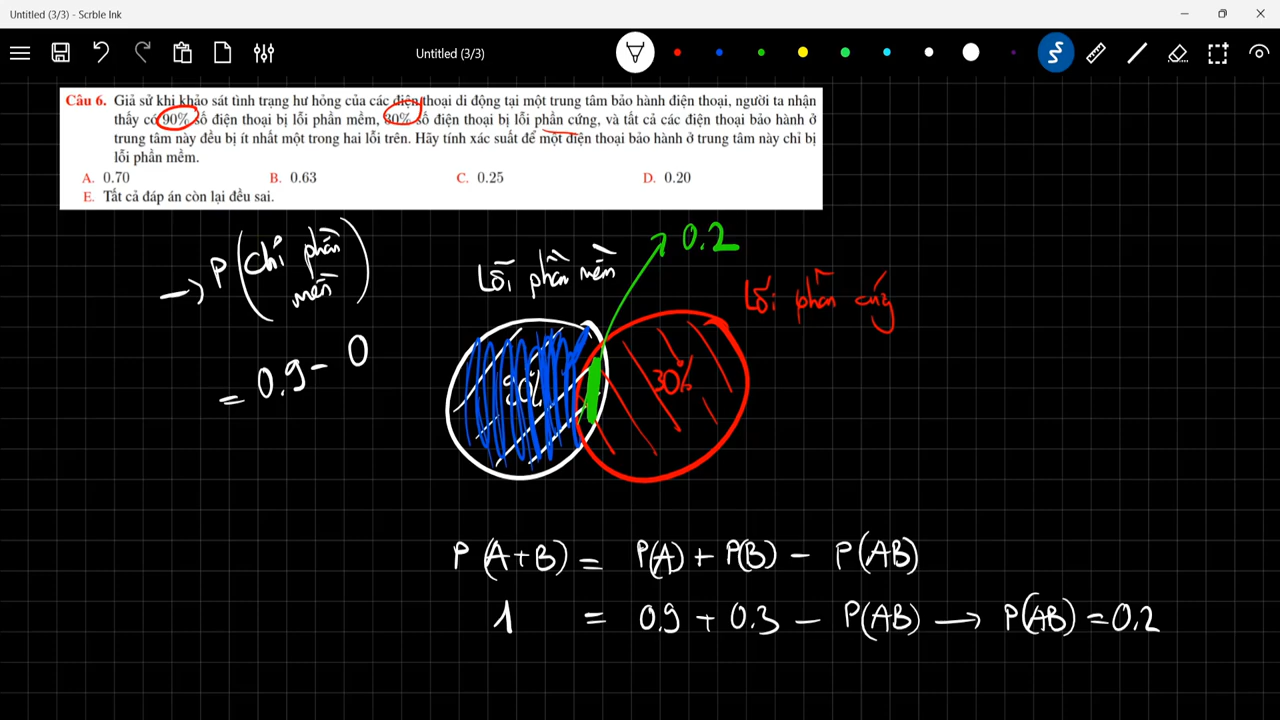 Untitled (3/3) - Scrble Ink
Untitled (3/3)
Câu 6. Giả sử khi khảo sát tình trạng hư hỏng của các điện thoại di động tại một trung tâm bảo hành điện thoại, người ta nhận
thấy có 90% số điện thoại bị lỗi phần mềm, 30% số điện thoại bị lỗi phần cứng, và tất cả các điện thoại bảo hành ở
trung tâm này đều bị ít nhất một trong hai lỗi trên. Hãy tính xác suất để một điện thoại bảo hành ở trung tâm này chỉ bị
lỗi phần mềm.
A. 0.70 B. 0.63 C. 0.25 D. 0.20
E. Tất cả đáp án còn lại đều sai.
→ P (chỉ phần
mền)
= 0.9 - 0
Lỗi phần mền
0.2
Lỗi phần cứng
30%
P (A+B) = P(A) + P(B) - P(AB)
1 = 0.9 + 0.3 - P(AB) → P(AB) = 0.2